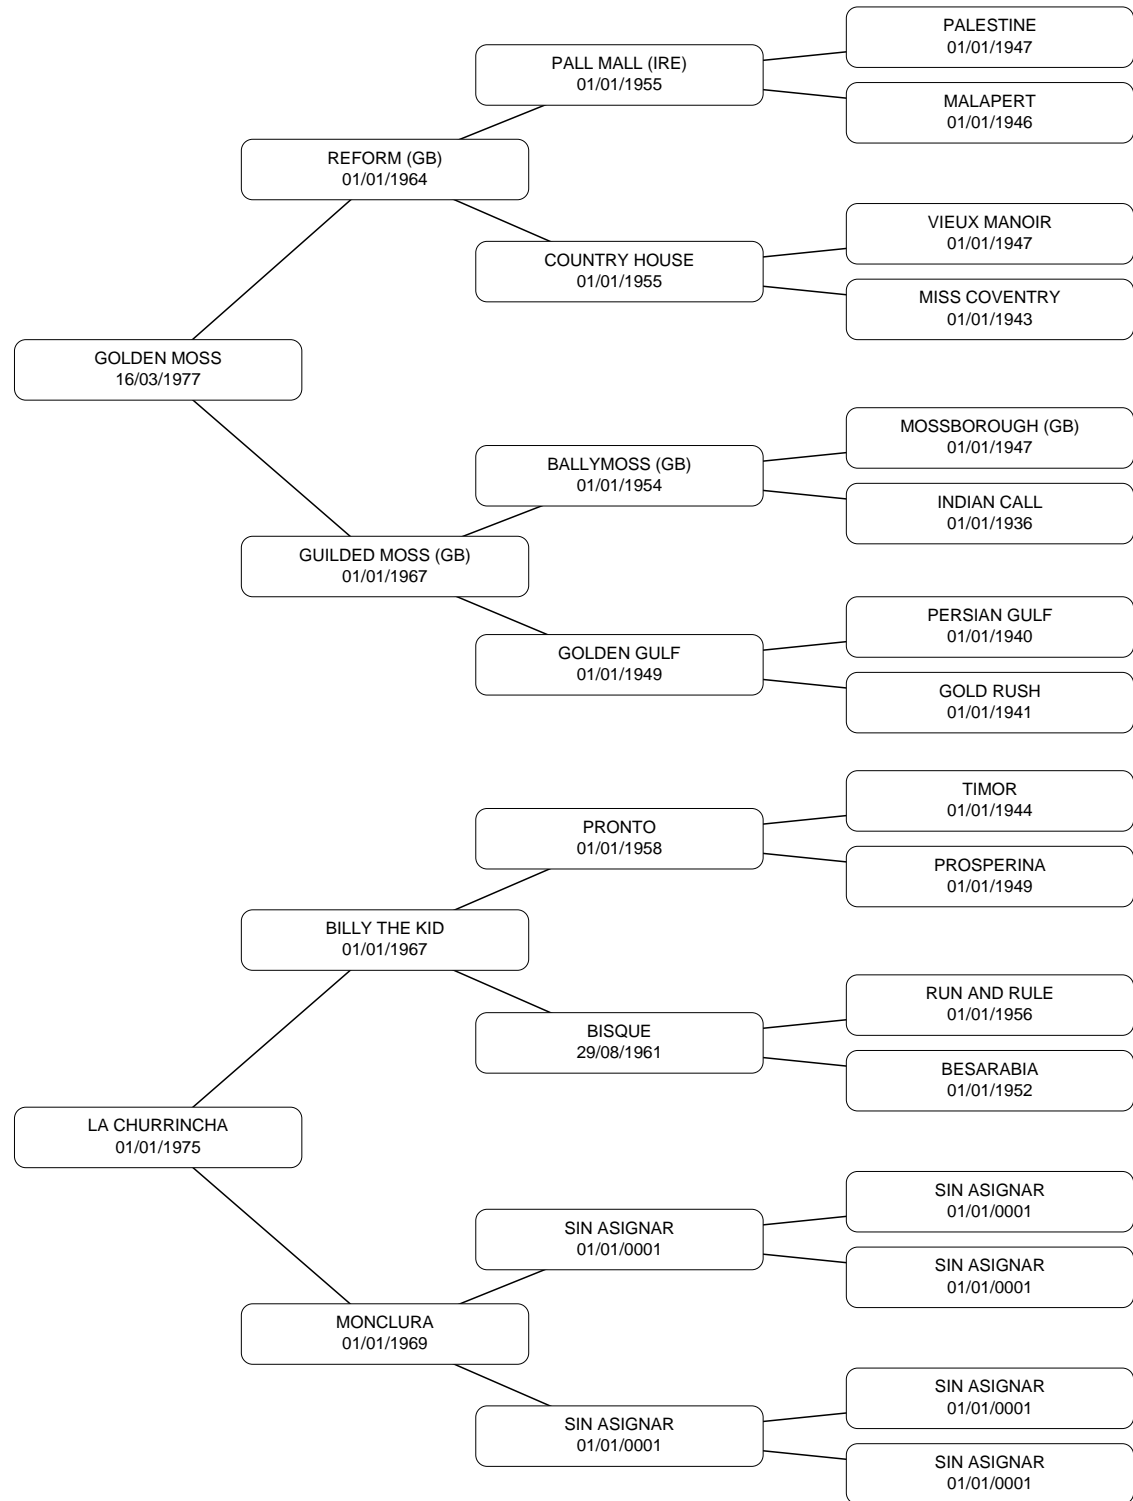 PALESTINE
01/01/1947
PALL MALL (IRE)
01/01/1955
MALAPERT
01/01/1946
REFORM (GB)
01/01/1964
VIEUX MANOIR
01/01/1947
COUNTRY HOUSE
01/01/1955
MISS COVENTRY
01/01/1943
GOLDEN MOSS
16/03/1977
MOSSBOROUGH (GB)
01/01/1947
BALLYMOSS (GB)
01/01/1954
INDIAN CALL
01/01/1936
GUILDED MOSS (GB)
01/01/1967
PERSIAN GULF
01/01/1940
GOLDEN GULF
01/01/1949
GOLD RUSH
01/01/1941
TIMOR
01/01/1944
PRONTO
01/01/1958
PROSPERINA
01/01/1949
BILLY THE KID
01/01/1967
RUN AND RULE
01/01/1956
BISQUE
29/08/1961
BESARABIA
01/01/1952
LA CHURRINCHA
01/01/1975
SIN ASIGNAR
01/01/0001
SIN ASIGNAR
01/01/0001
SIN ASIGNAR
01/01/0001
MONCLURA
01/01/1969
SIN ASIGNAR
01/01/0001
SIN ASIGNAR
01/01/0001
SIN ASIGNAR
01/01/0001